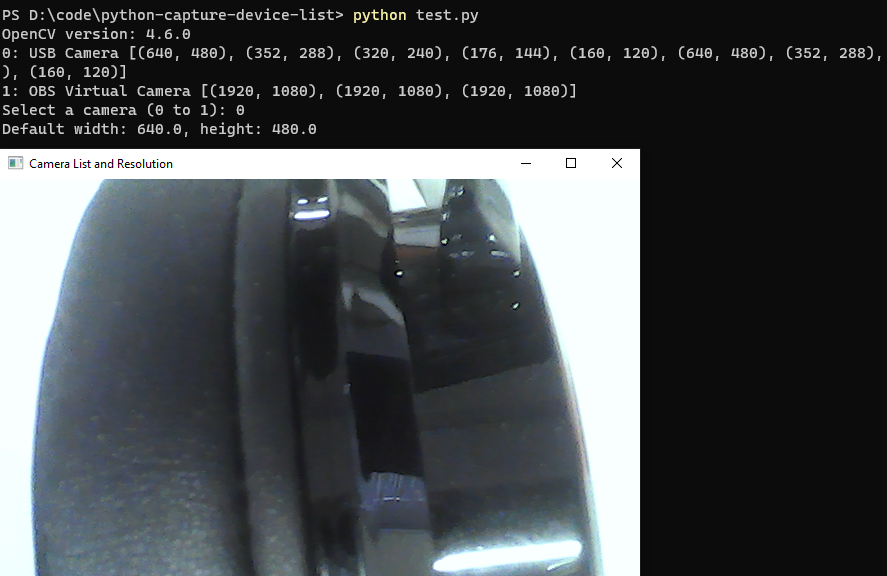 PS D:\code\python-capture-device-list> python test.py
OpenCV version: 4.6.0
0: USB Camera [(640, 480), (352, 288), (320, 240), (176, 144), (160, 120), (640, 480), (352, 288),
), (160, 120)]
1: OBS Virtual Camera [(1920, 1080), (1920, 1080), (1920, 1080)]
Select a camera (0 to 1): 0
Default width: 640.0, height: 480.0
Camera List and Resolution